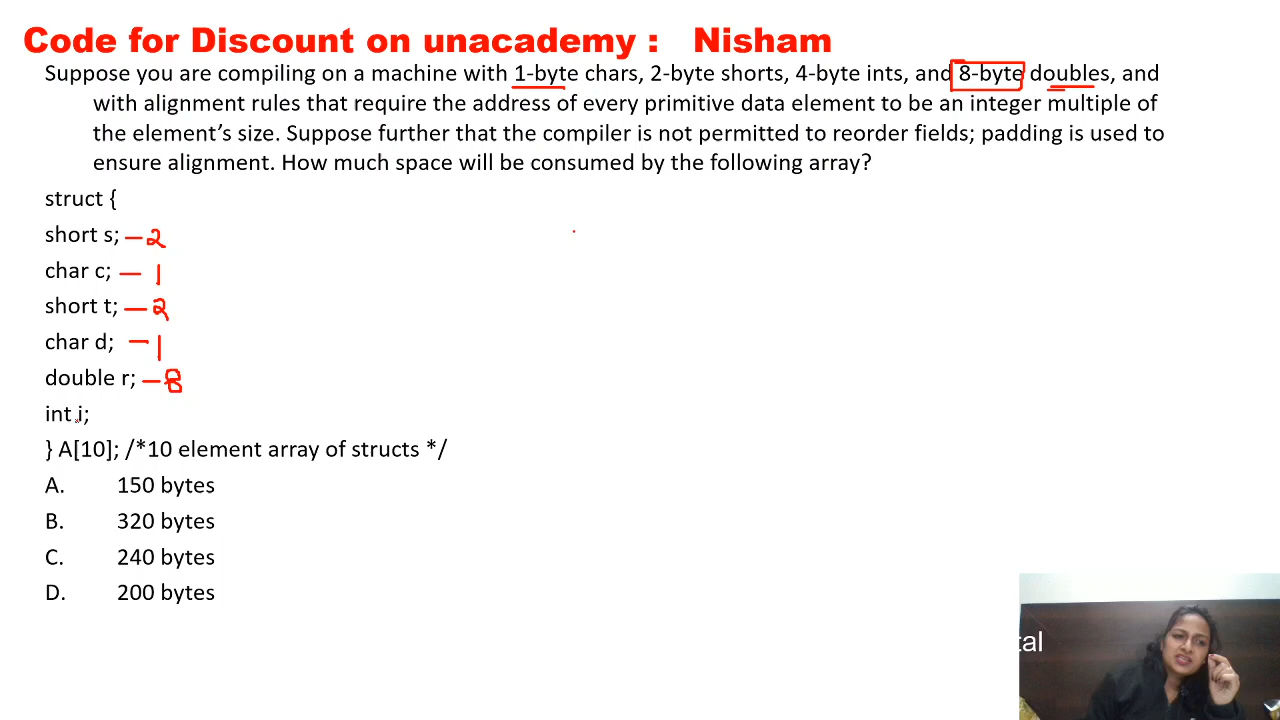 Code for Discount on unacademy : Nisham
Suppose you are compiling on a machine with 1-byte chars, 2-byte shorts, 4-byte ints, and 8-byte doubles, and
with alignment rules that require the address of every primitive data element to be an integer multiple of
the element's size. Suppose further that the compiler is not permitted to reorder fields; padding is used to
ensure alignment. How much space will be consumed by the following array?
struct {
short s; – 2
char c; – 1
short t; – 2
char d; – 1
double r; – 8
int i;
} A[10]; /*10 element array of structs */
A. 150 bytes
B. 320 bytes
C. 240 bytes
D. 200 bytes
tal